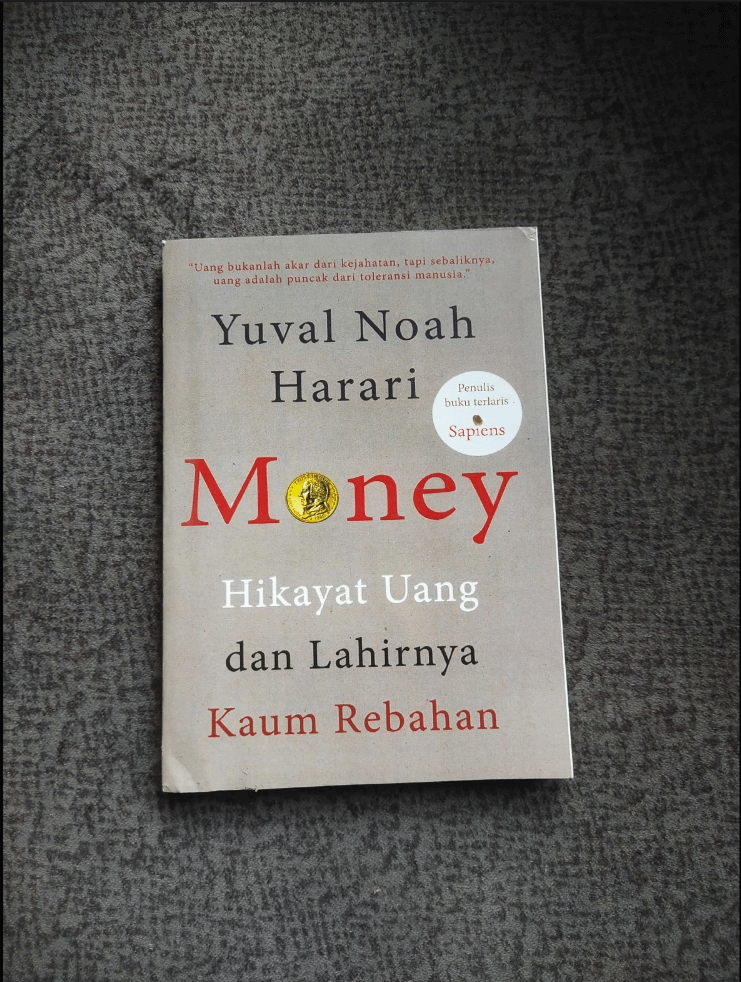 “Uang bukanlah akar dari kejahatan, tapi sebaliknya,
uang adalah puncak dari toleransi manusia.”
Yuval Noah
Harari
Penulis
buku terlaris
Sapiens
Money
Hikayat Uang
dan Lahirnya
Kaum Rebahan